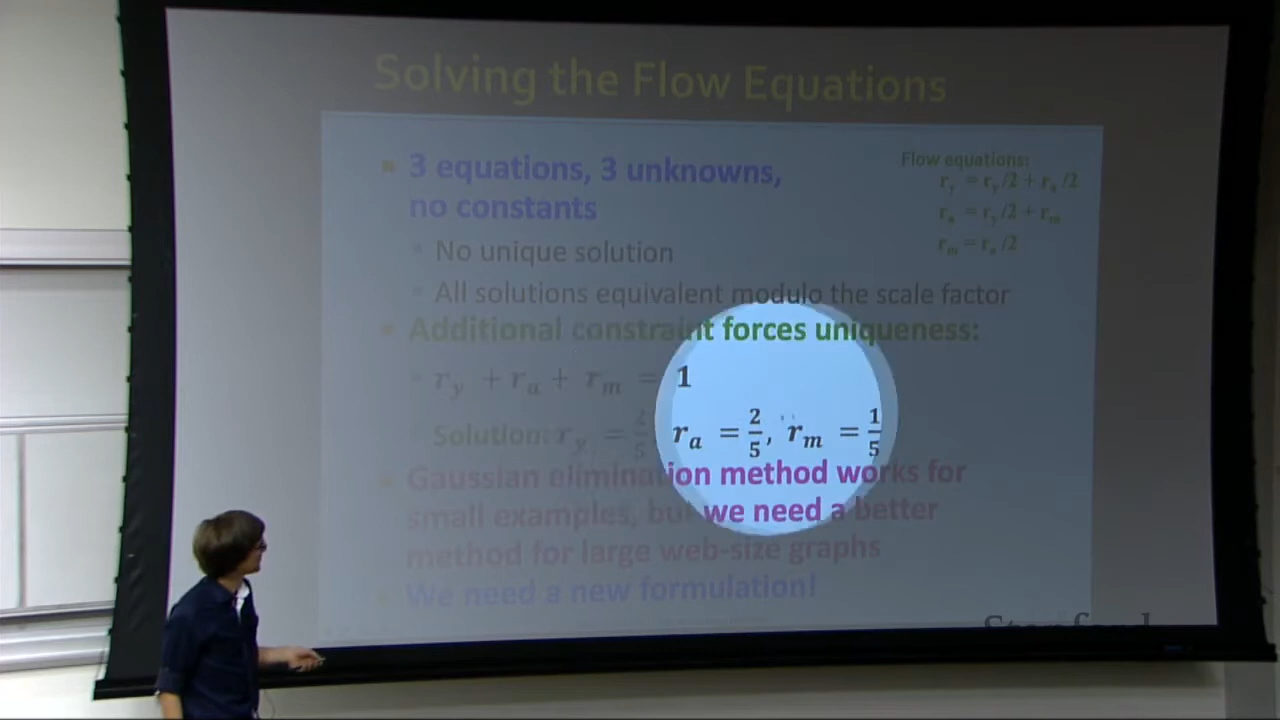 Solving the Flow Equations
3 equations, 3 unknowns,
no constants
Flow equations:
r_y = r_y /2 + r_a /2
r_a = r_y /2 + r_m
r_m = r_a /2
No unique solution
All solutions equivalent modulo the scale factor
Additional constraint forces uniqueness:
r_y + r_a + r_m = 1
Solution: r_y = 2/5, r_a = 2/5, r_m = 1/5
Gaussian elimination method works for
small examples, but we need a better
method for large web-size graphs
We need a new formulation!
Stanford